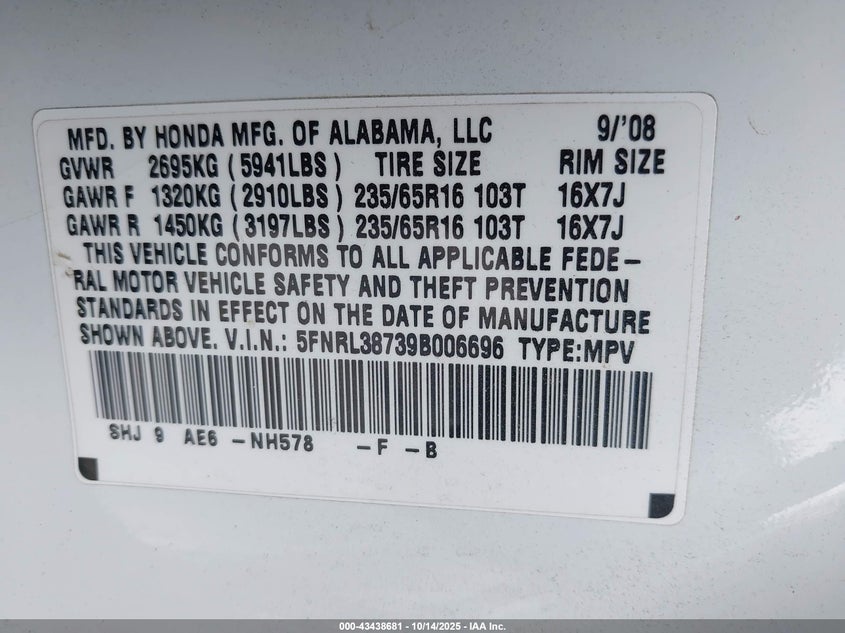 MFD. BY HONDA MFG. OF ALABAMA, LLC 9/'08
GVWR 2695KG (5941LBS) TIRE SIZE RIM SIZE
GAWR F 1320KG (2910LBS) 235/65R16 103T 16X7J
GAWR R 1450KG (3197LBS) 235/65R16 103T 16X7J
THIS VEHICLE CONFORMS TO ALL APPLICABLE FEDE-
RAL MOTOR VEHICLE SAFETY AND THEFT PREVENTION
STANDARDS IN EFFECT ON THE DATE OF MANUFACTURE
SHOWN ABOVE. V.I.N.: 5FNRL38739B006696 TYPE:MPV
SHJ 9 AE6 -NH578 -F -B
000-43438681 | 10/14/2025 | IAA Inc.